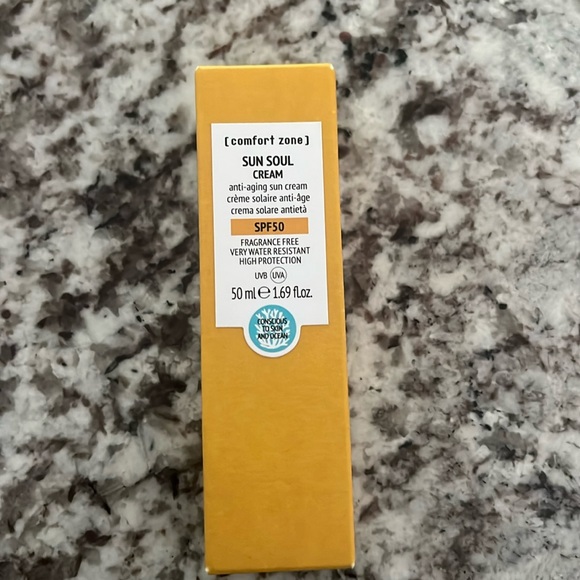 [comfort zone]
SUN SOUL
CREAM
anti-aging sun cream
crème solaire anti-âge
crema solare antietà
SPF50
FRAGRANCE FREE
VERY WATER RESISTANT
HIGH PROTECTION
UVB UVA
50 ml ℮ 1.69 fl.oz.
CONSCIOUS
TO SKIN
AND OCEAN